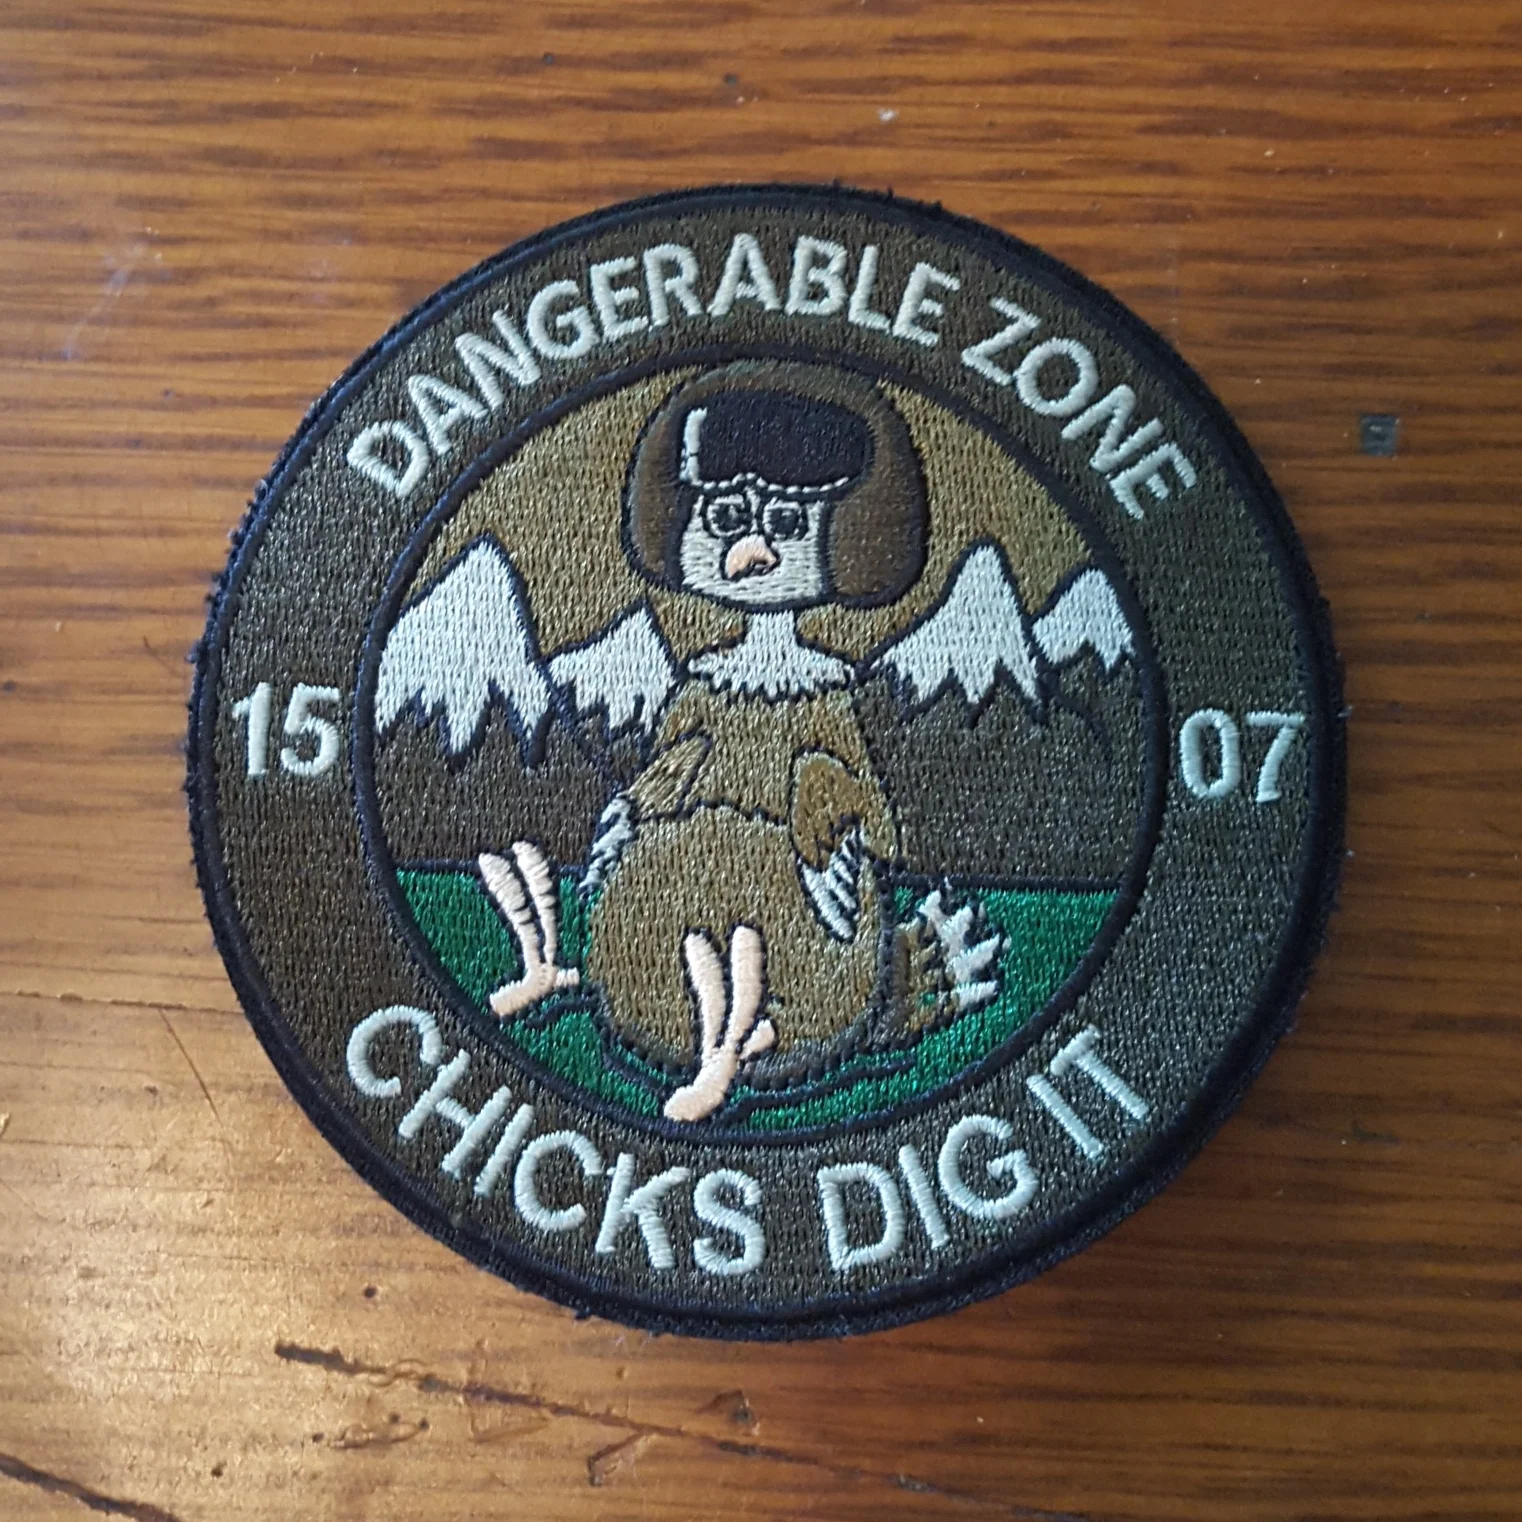 DANGERABLE ZONE
15
07
CHICKS DIG IT